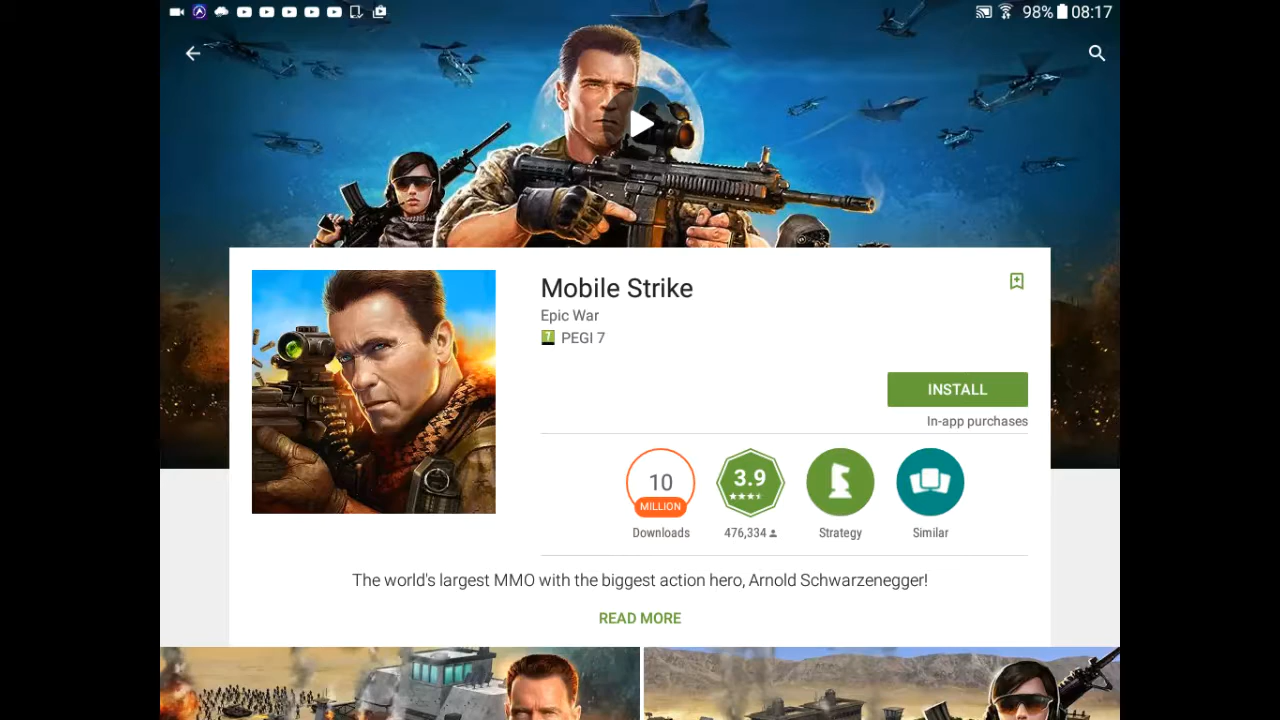 98% 08:17
Mobile Strike
Epic War
7 PEGI 7
INSTALL
In-app purchases
10
MILLION
Downloads
3.9
476,334
Strategy
Similar
The world's largest MMO with the biggest action hero, Arnold Schwarzenegger!
READ MORE